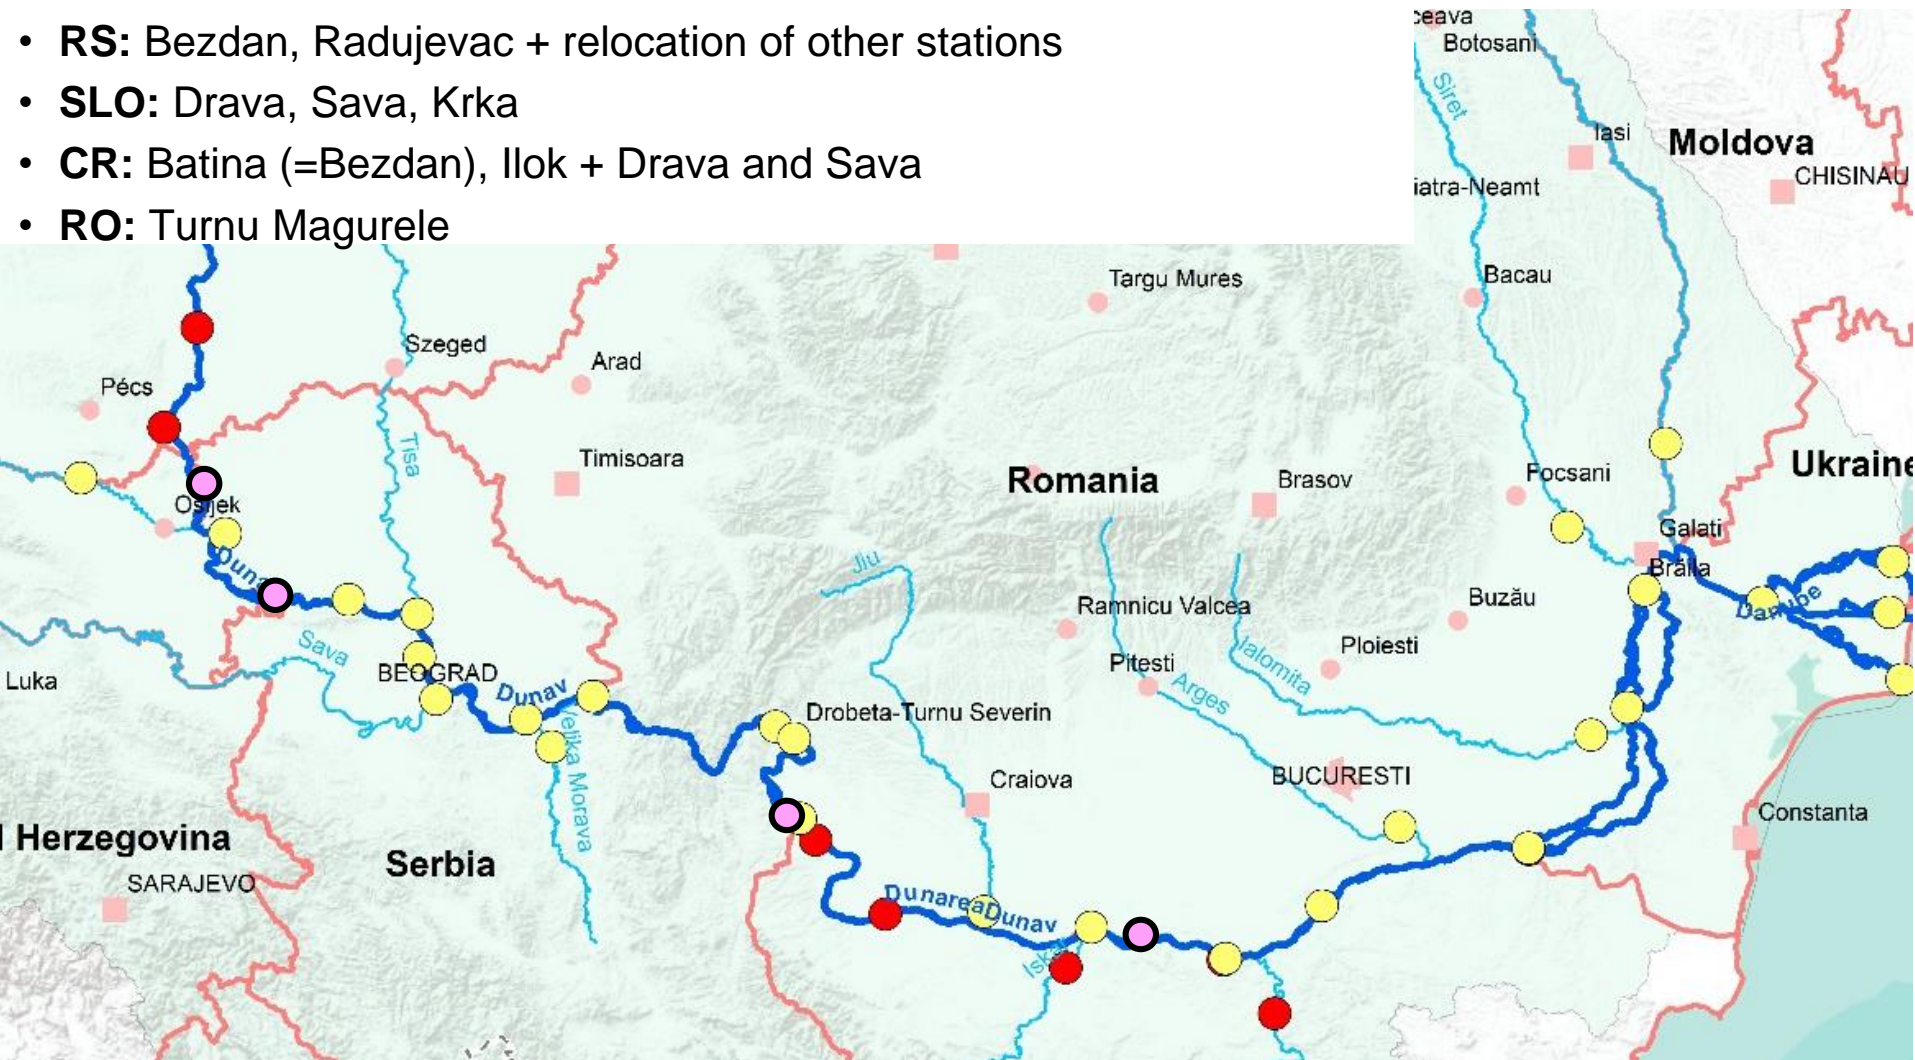 • RS: Bezdan, Radujevac + relocation of other stations
• SLO: Drava, Sava, Krka
• CR: Batina (=Bezdan), Ilok + Drava and Sava
• RO: Turnu Magurele
Botosani
Siret
Iasi
Moldova
CHISINAU
iatra-Neamt
Bacau
Targu Mures
Szeged
Arad
Pécs
Tisa
Timisoara
Romania
Brasov
Focsani
Ukraine
Osijek
Galati
Brăila
Duna
Jiu
Ramnicu Valcea
Buzău
Danube
Sava
Ploiesti
Ialomita
Luka
BEOGRAD
Pitesti
Arges
Dunav
Drobeta-Turnu Severin
Velika Morava
Craiova
BUCURESTI
Constanta
Herzegovina
Serbia
SARAJEVO
Dunarea
Dunav